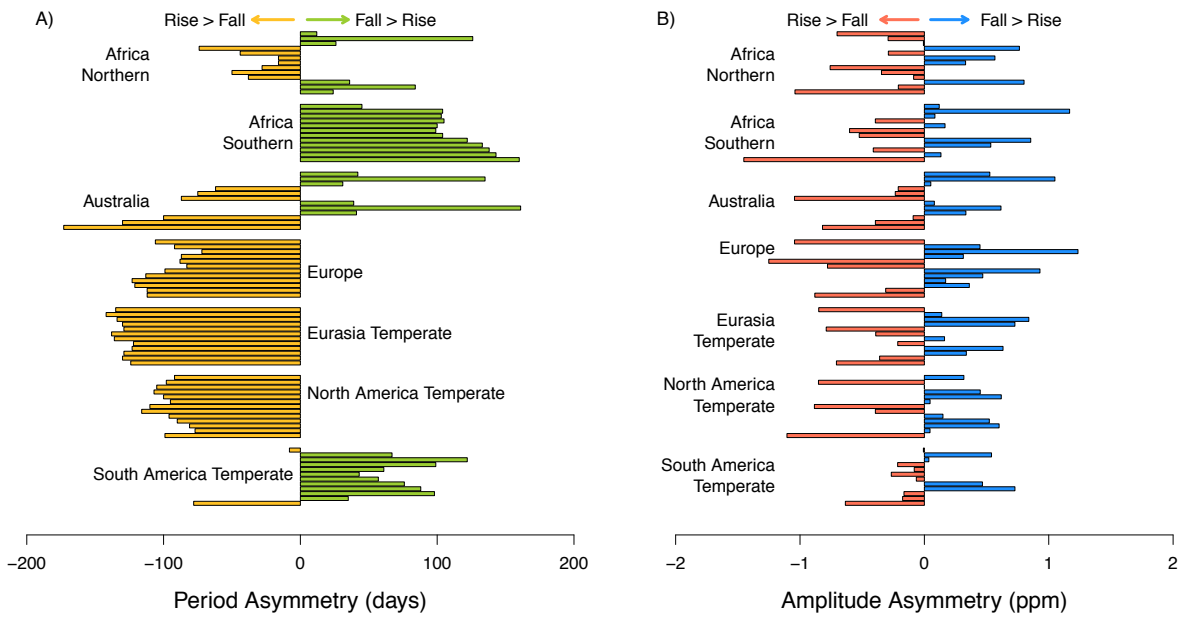 A)
Rise > Fall
Fall > Rise
Africa
Northern
Africa
Southern
Australia
Europe
Eurasia Temperate
North America Temperate
South America Temperate
−200
−100
0
100
200
Period Asymmetry (days)
B)
Rise > Fall
Fall > Rise
Africa
Northern
Africa
Southern
Australia
Europe
Eurasia
Temperate
North America
Temperate
South America
Temperate
−2
−1
0
1
2
Amplitude Asymmetry (ppm)